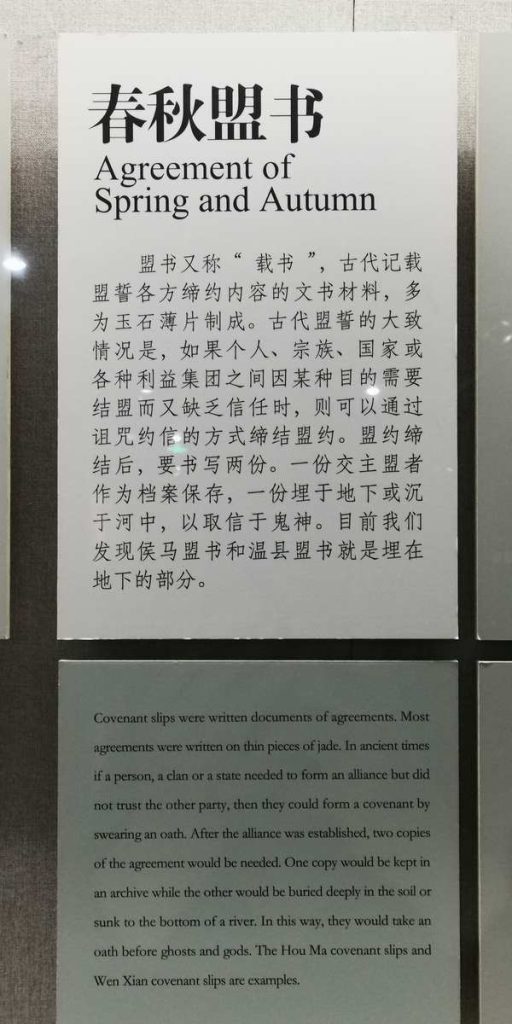 春秋盟书
Agreement of
Spring and Autumn
盟书又称“载书”，古代记载
盟誓各方缔约内容的文书材料，多
为玉石薄片制成。古代盟誓的大致
情况是，如果个人、宗族、国家或
各种利益集团之间因某种目的需要
结盟而又缺乏信任时，则可以通过
诅咒约信的方式缔结盟约。盟约缔
结后，要书写两份。一份交主盟者
作为档案保存，一份埋于地下或沉
于河中，以取信于鬼神。目前我们
发现侯马盟书和温县盟书就是埋在
地下的部分。
Covenant slips were written documents of agreements. Most
agreements were written on thin pieces of jade. In ancient times
if a person, a clan or a state needed to form an alliance but did
not trust the other party, then they could form a covenant by
swearing an oath. After the alliance was established, two copies
of the agreement would be needed. One copy would be kept in
an archive while the other would be buried deeply in the soil or
sunk to the bottom of a river. In this way, they would take an
oath before ghosts and gods. The Hou Ma covenant slips and
Wen Xian covenant slips are examples.